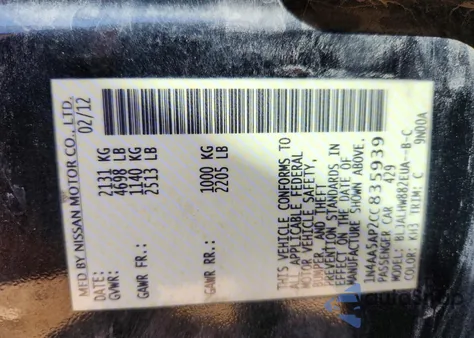 MFD BY NISSAN MOTOR CO., LTD.
02/12
GVWR: 2131 KG
4698 LB
GAWR FR.: 1140 KG
2513 LB
GAWR RR.: 1000 KG
2205 LB
THIS VEHICLE CONFORMS TO
ALL APPLICABLE FEDERAL
MOTOR VEHICLE SAFETY,
BUMPER, AND THEFT
PREVENTION STANDARDS IN
EFFECT ON THE DATE OF
MANUFACTURE SHOWN ABOVE.
1N4AA5AP2CC835939
PASSENGER CAR 429
COLOR: KH3 TRIM: C 9N00A
autoShop